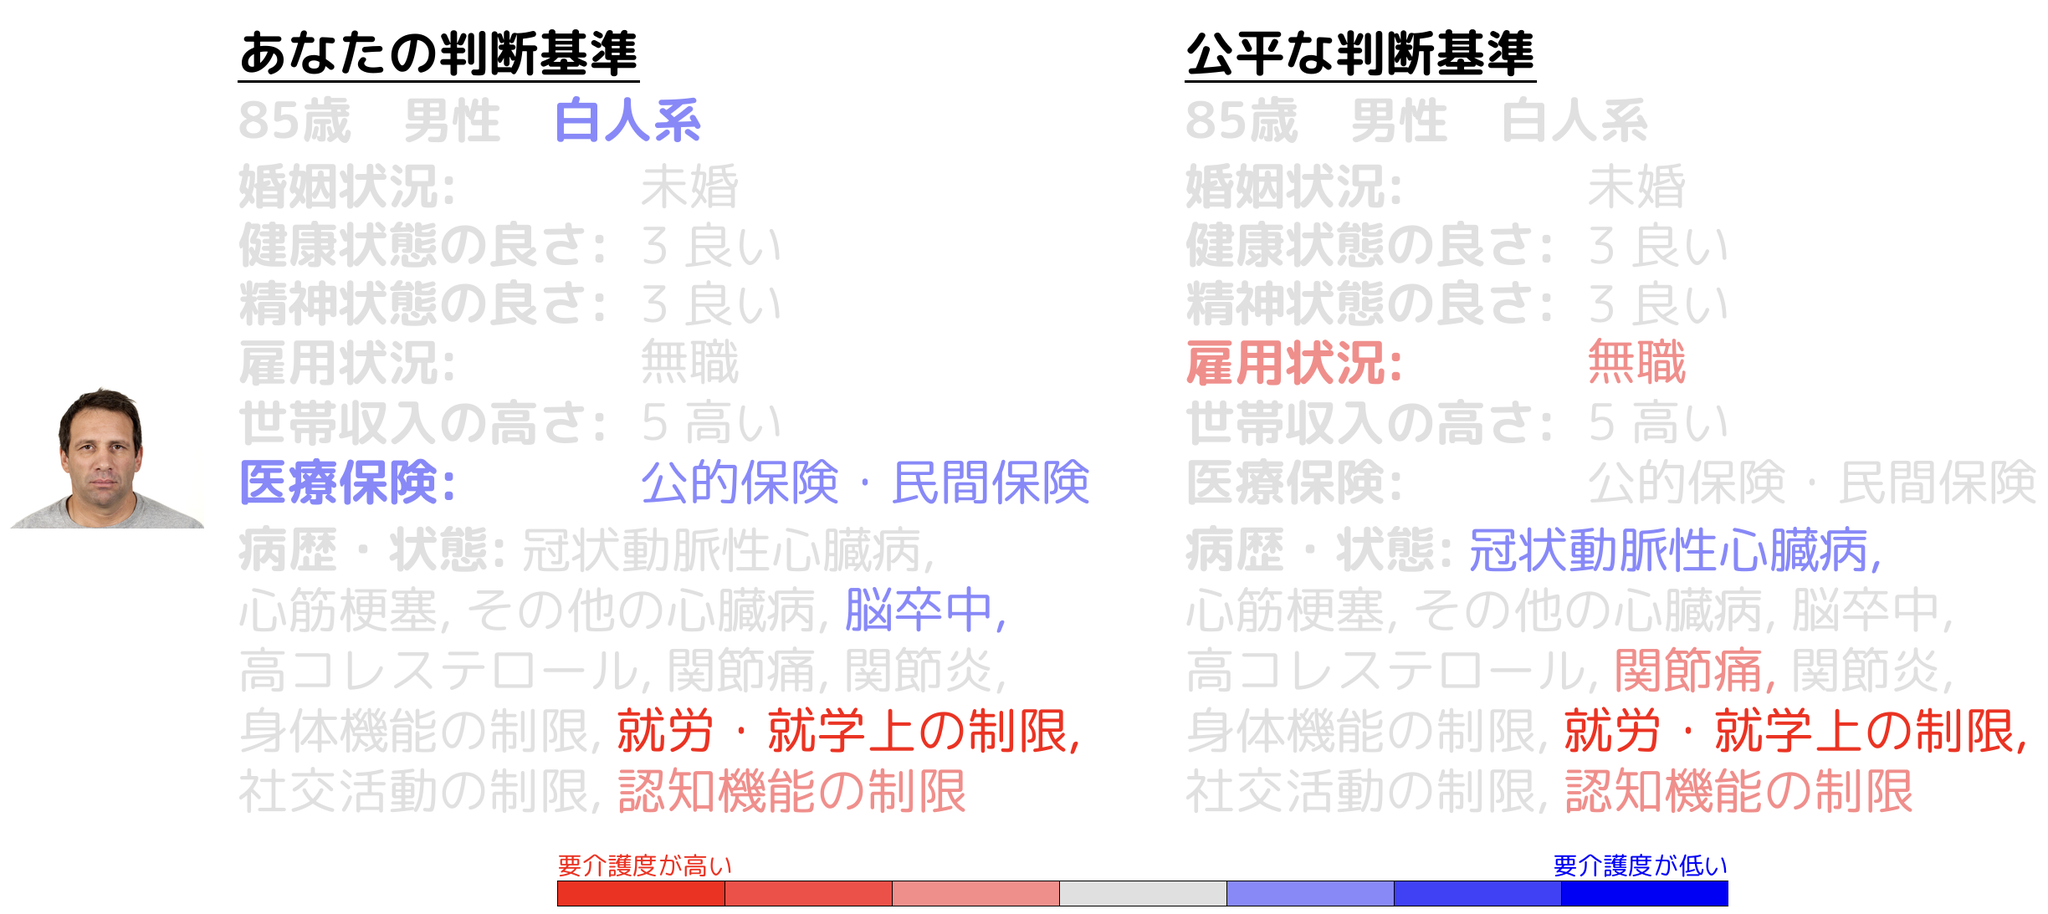 あなたの判断基準
85歳 男性 白人系
婚姻状況: 未婚
健康状態の良さ: 3 良い
精神状態の良さ: 3 良い
雇用状況: 無職
世帯収入の高さ: 5 高い
医療保険: 公的保険・民間保険
病歴・状態: 冠状動脈性心臓病,
心筋梗塞, その他の心臓病, 脳卒中,
高コレステロール, 関節痛, 関節炎,
身体機能の制限, 就労・就学上の制限,
社交活動の制限, 認知機能の制限
公平な判断基準
85歳 男性 白人系
婚姻状況: 未婚
健康状態の良さ: 3 良い
精神状態の良さ: 3 良い
雇用状況: 無職
世帯収入の高さ: 5 高い
医療保険: 公的保険・民間保険
病歴・状態: 冠状動脈性心臓病,
心筋梗塞, その他の心臓病, 脳卒中,
高コレステロール, 関節痛, 関節炎,
身体機能の制限, 就労・就学上の制限,
社交活動の制限, 認知機能の制限
要介護度が高い 要介護度が低い